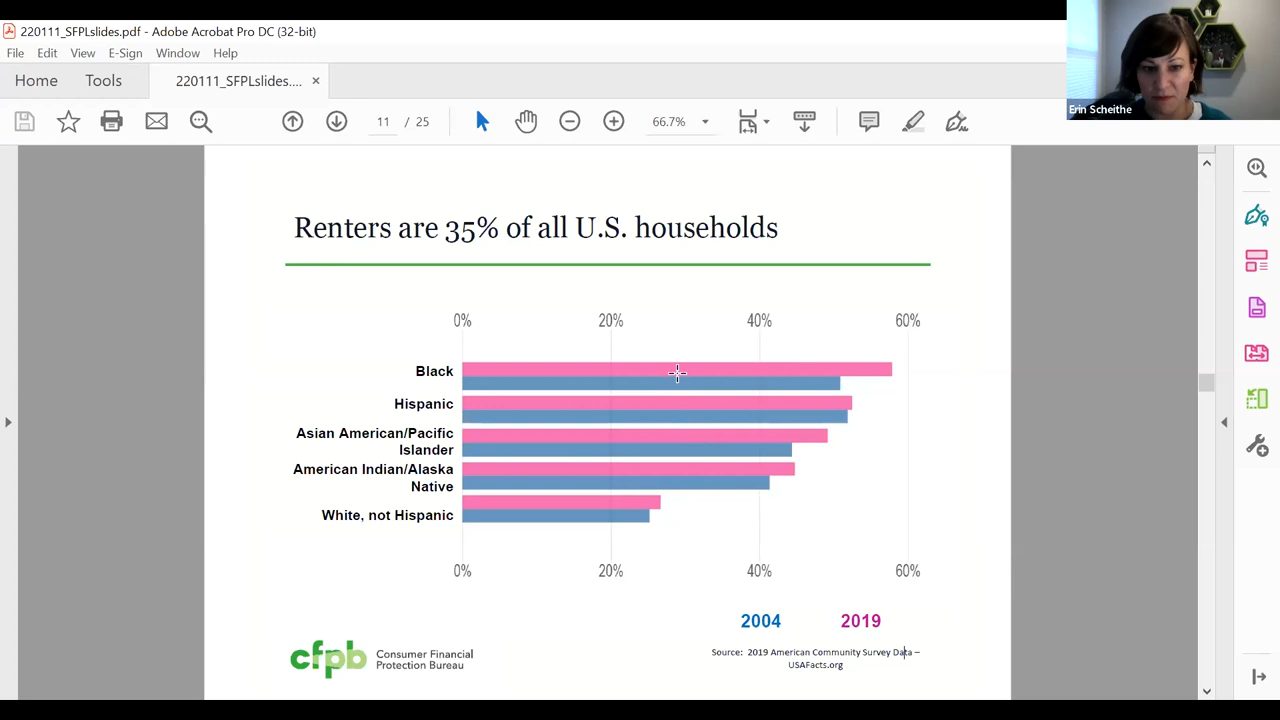 220111_SFPLslides.pdf - Adobe Acrobat Pro DC (32-bit)
File Edit View E-Sign Window Help
Home Tools 220111_SFPLslides.... ×
11 / 25 66.7%
Erin Scheithe
Renters are 35% of all U.S. households
0% 20% 40% 60%
Black
Hispanic
Asian American/Pacific
Islander
American Indian/Alaska
Native
White, not Hispanic
0% 20% 40% 60%
2004 2019
cfpb Consumer Financial
Protection Bureau
Source: 2019 American Community Survey Data –
USAFacts.org